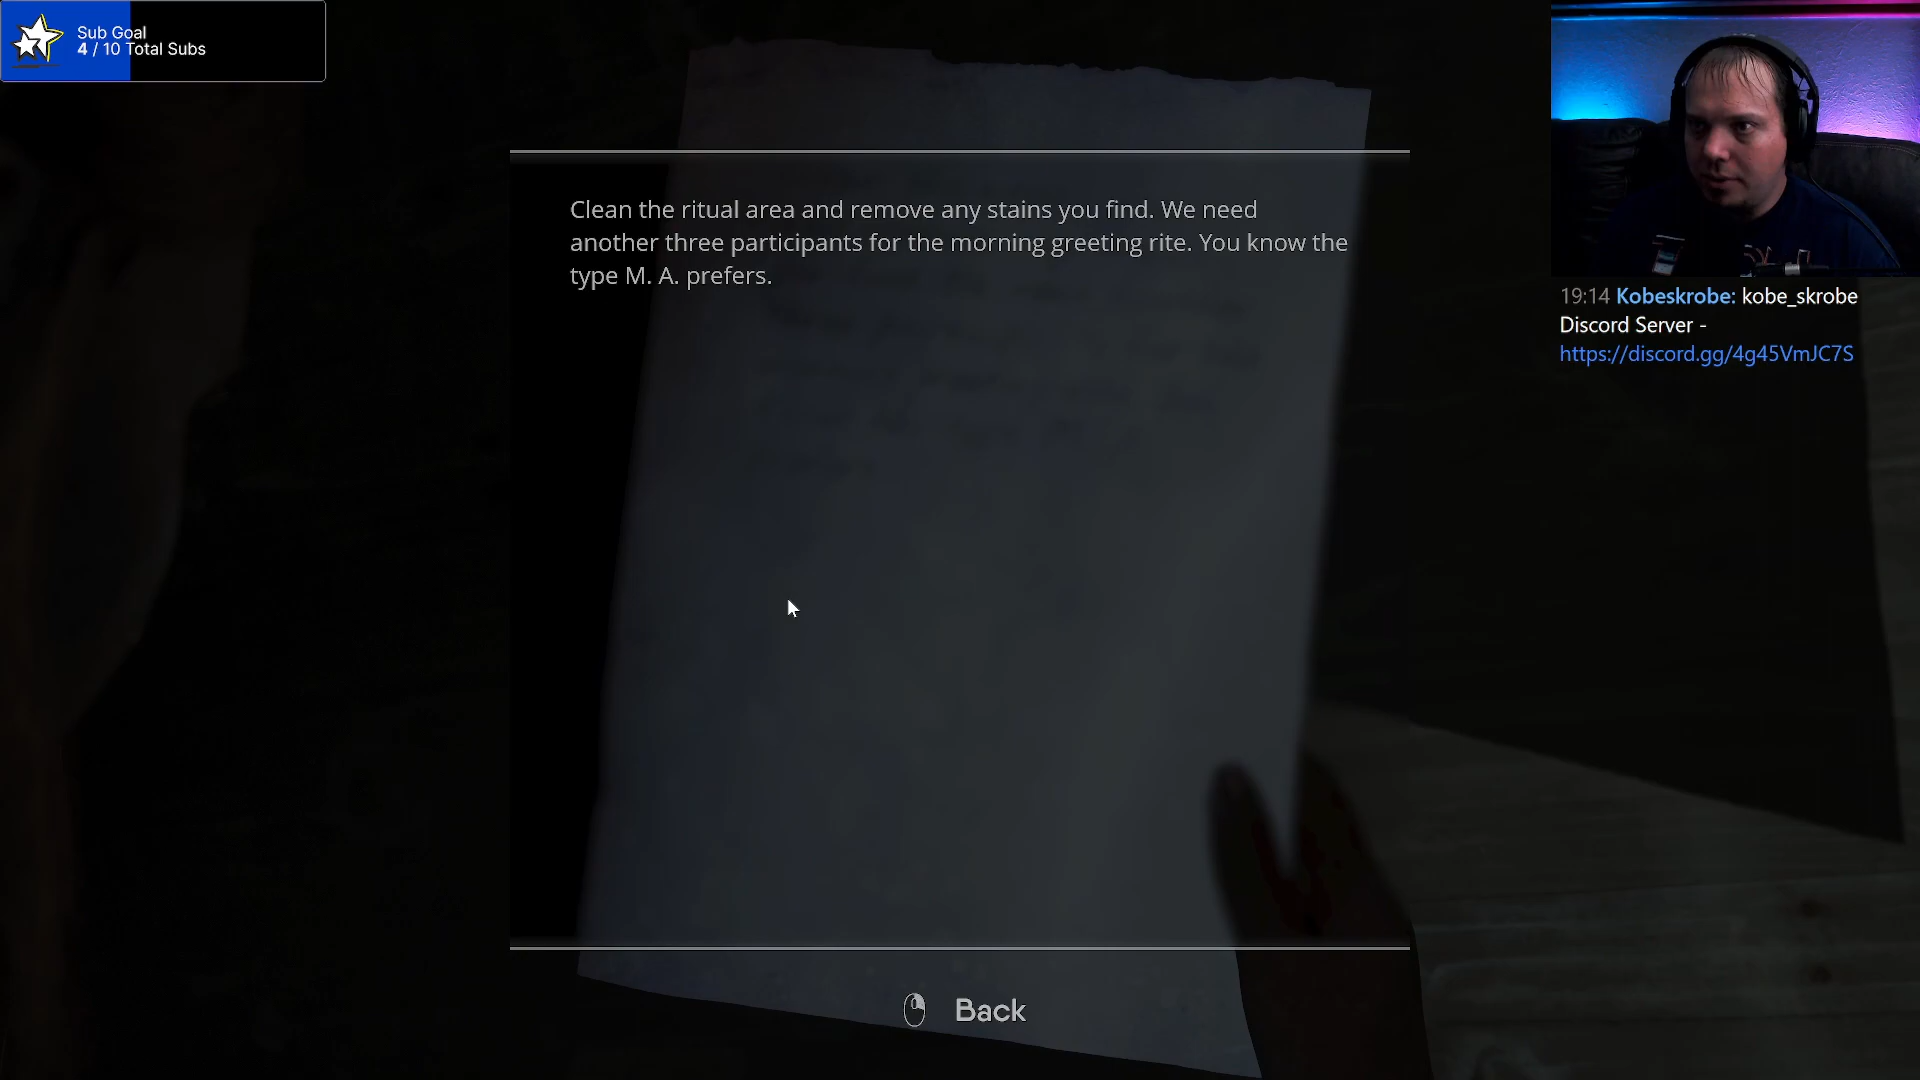 Sub Goal
4 / 10 Total Subs
Clean the ritual area and remove any stains you find. We need
another three participants for the morning greeting rite. You know the
type M. A. prefers.
19:14 Kobeskrobe: kobe_skrobe
Discord Server -
https://discord.gg/4g45VmJC7S
Back